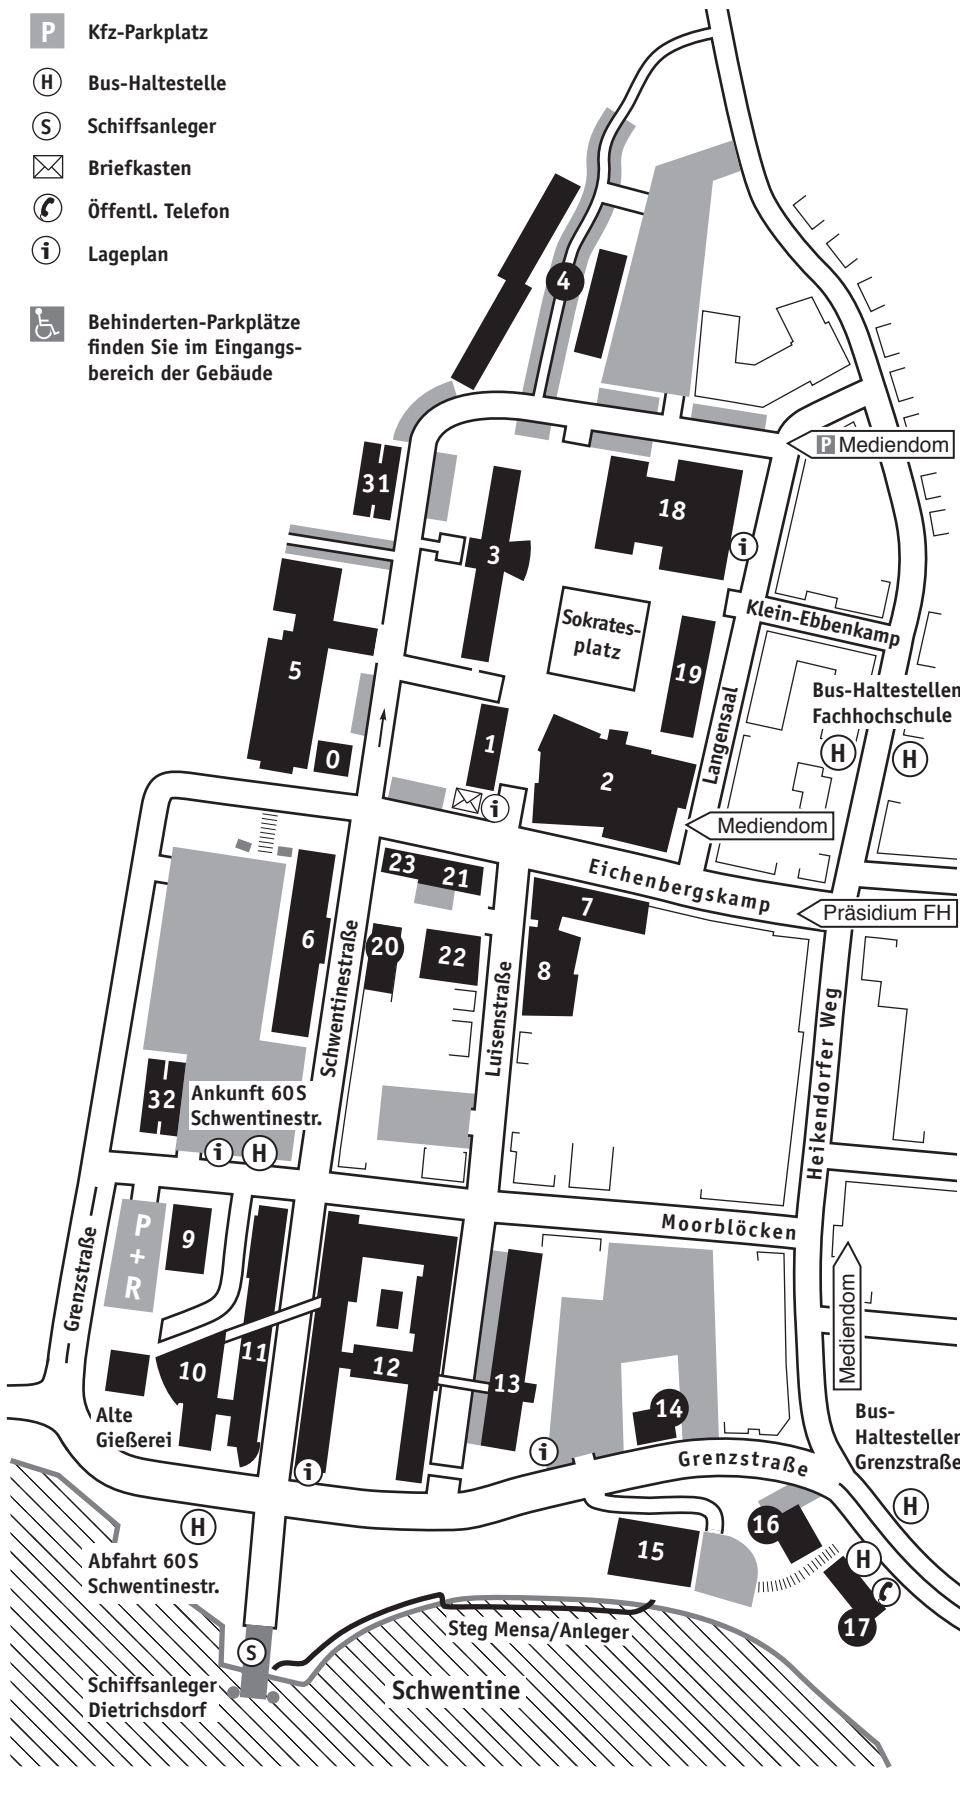 P
Kfz-Parkplatz
H
Bus-Haltestelle
S
Schiffsanleger
Briefkasten
Öffentl. Telefon
i
Lageplan
Behinderten-Parkplätze
finden Sie im Eingangs-
bereich der Gebäude
4
P Mediendom
31
18
3
i
Klein-Ebbenkamp
Sokrates-
platz
5
19
Bus-Haltestellen
Fachhochschule
H
H
Langensaal
1
0
2
i
Mediendom
23
21
Eichenbergskamp
7
Präsidium FH
6
20
22
8
Schwentinestraße
Luisenstraße
Heikendorfer Weg
32
Ankunft 60S
Schwentinestr.
i
H
P
+
R
9
Moorblöcken
Grenzstraße
Mediendom
10
11
12
13
14
Alte
Gießerei
Bus-
Haltestellen
Grenzstraße
i
i
Grenzstraße
H
H
16
15
H
Abfahrt 60S
Schwentinestr.
17
Steg Mensa/Anleger
S
Schiffsanleger
Dietrichsdorf
Schwentine